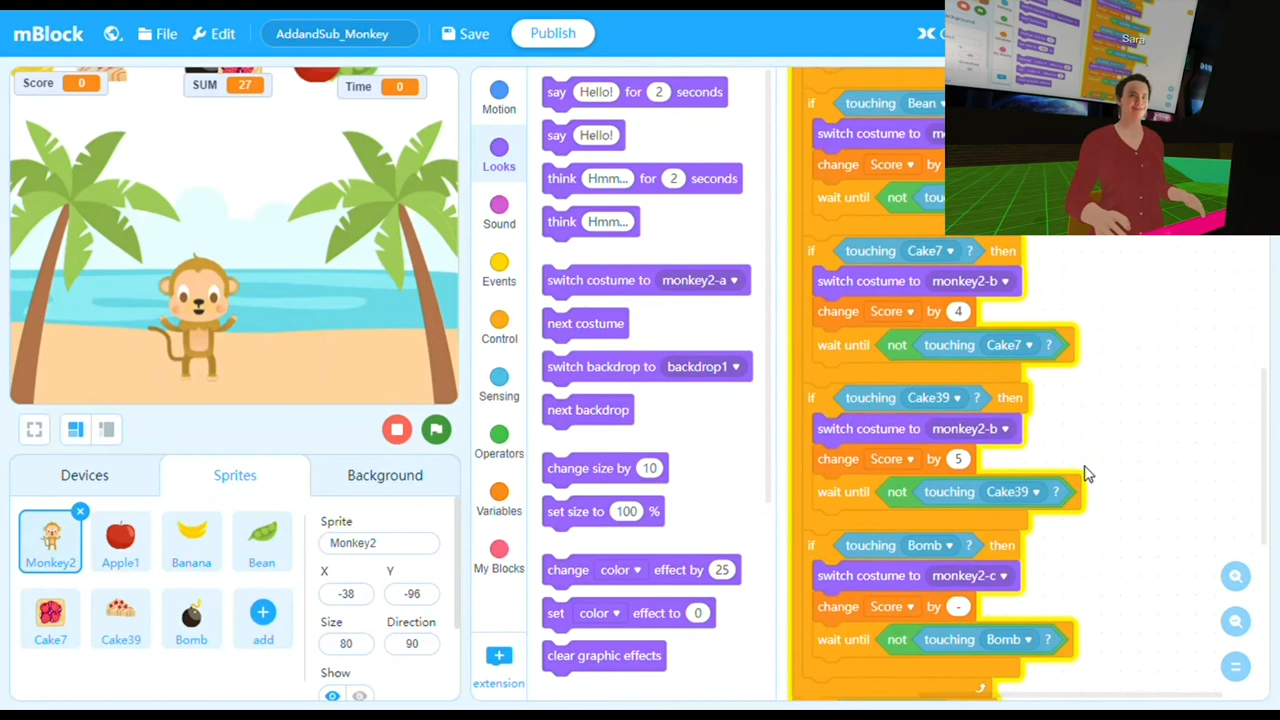 mBlock File Edit AddandSub_Monkey Save Publish
Score 0 SUM 27 Time 0
Motion
Looks
Sound
Events
Control
Sensing
Operators
Variables
My Blocks
extension
say Hello! for 2 seconds
say Hello!
think Hmm... for 2 seconds
think Hmm...
switch costume to monkey2-a
next costume
switch backdrop to backdrop1
next backdrop
change size by 10
set size to 100 %
change color effect by 25
set color effect to 0
clear graphic effects
if touching Bean
switch costume to
change Score by
wait until not
if touching Cake7 ? then
switch costume to monkey2-b
change Score by 4
wait until not touching Cake7 ?
if touching Cake39 ? then
switch costume to monkey2-b
change Score by 5
wait until not touching Cake39 ?
if touching Bomb ? then
switch costume to monkey2-c
change Score by -
wait until not touching Bomb ?
Sara
Devices Sprites Background
Monkey2 Apple1 Banana Bean
Cake7 Cake39 Bomb add
Sprite
Monkey2
X Y
-38 -96
Size Direction
80 90
Show